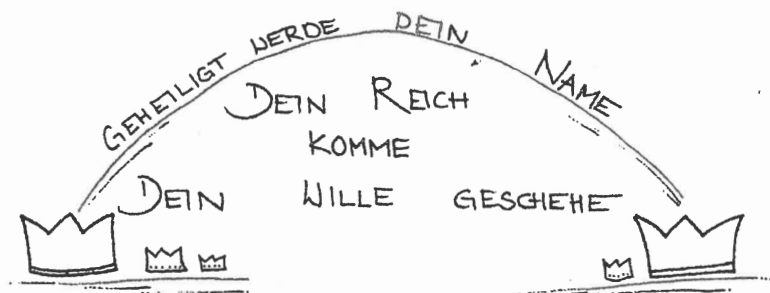 GEHEILIGT WERDE DEIN NAME
DEIN REICH
KOMME
DEIN WILLE GESCHEHE